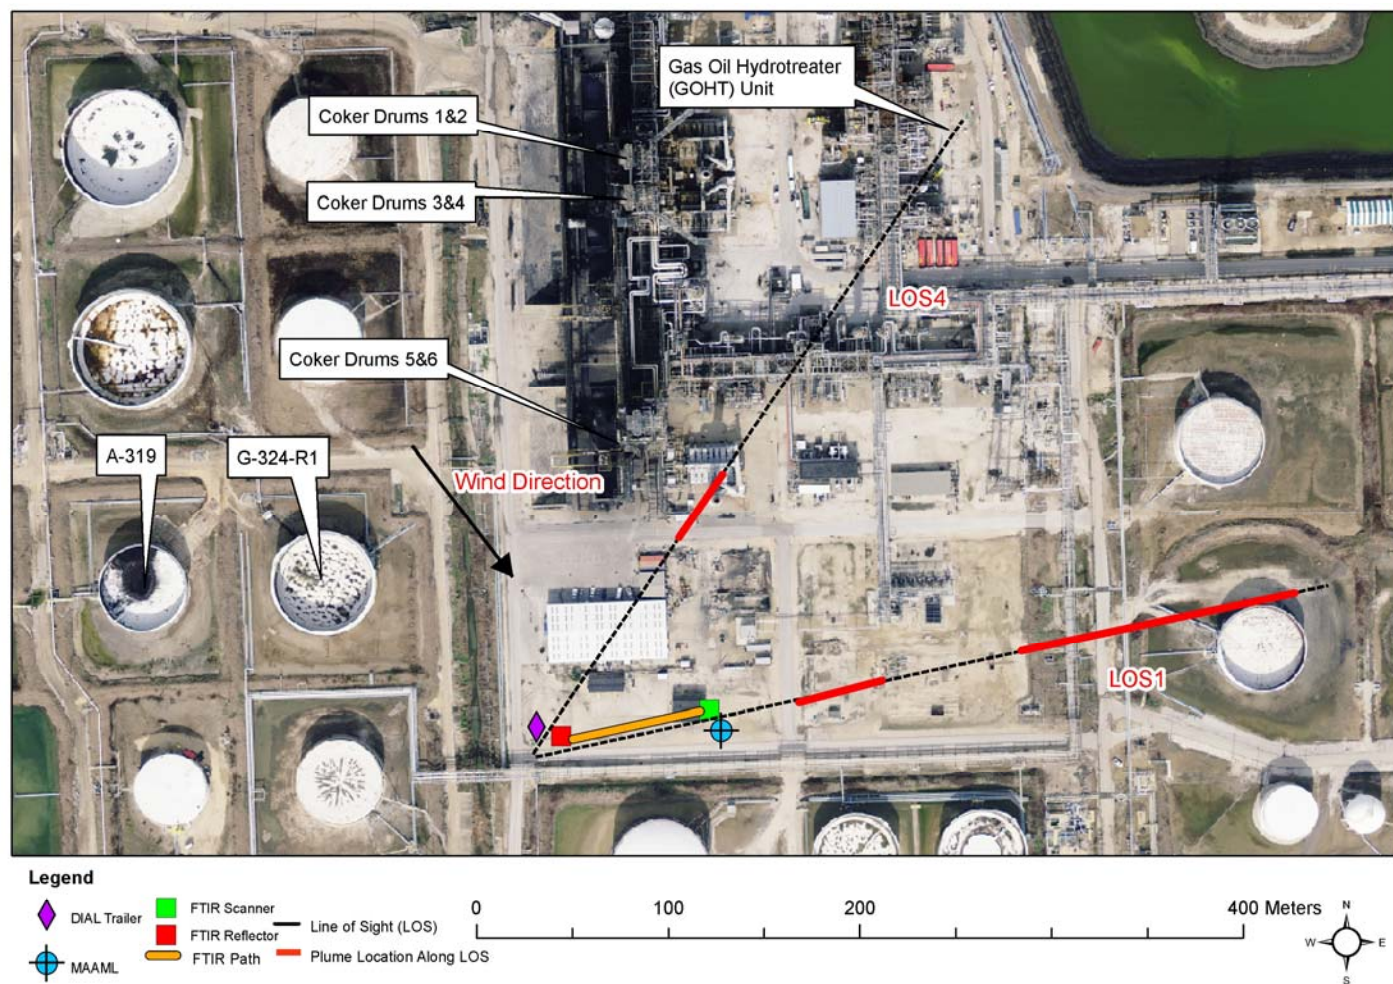 Gas Oil Hydrotreater
(GOHT) Unit
Coker Drums 1&2
Coker Drums 3&4
LOS4
Coker Drums 5&6
A-319
G-324-R1
Wind Direction
LOS1
Legend
DIAL Trailer
MAAML
FTIR Scanner
FTIR Reflector
FTIR Path
Line of Sight (LOS)
Plume Location Along LOS
0 100 200 400 Meters
N
W E
S